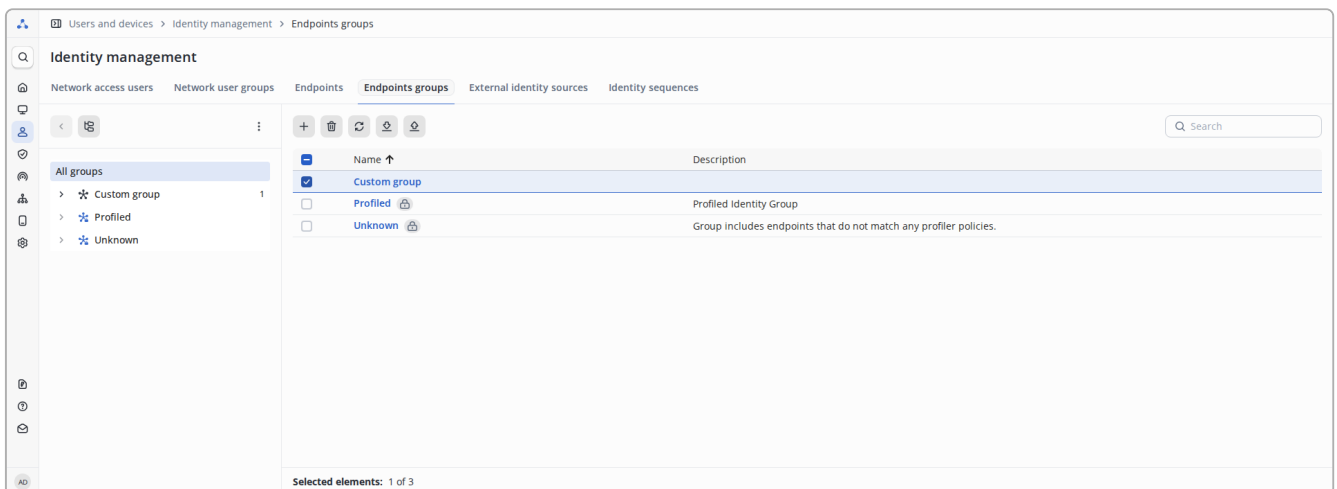 Users and devices > Identity management > Endpoints groups
Identity management
Network access users Network user groups Endpoints Endpoints groups External identity sources Identity sequences
Search
All groups
Custom group 1
Profiled
Unknown
Name Description
Custom group
Profiled Profiled Identity Group
Unknown Group includes endpoints that do not match any profiler policies.
AD
Selected elements: 1 of 3